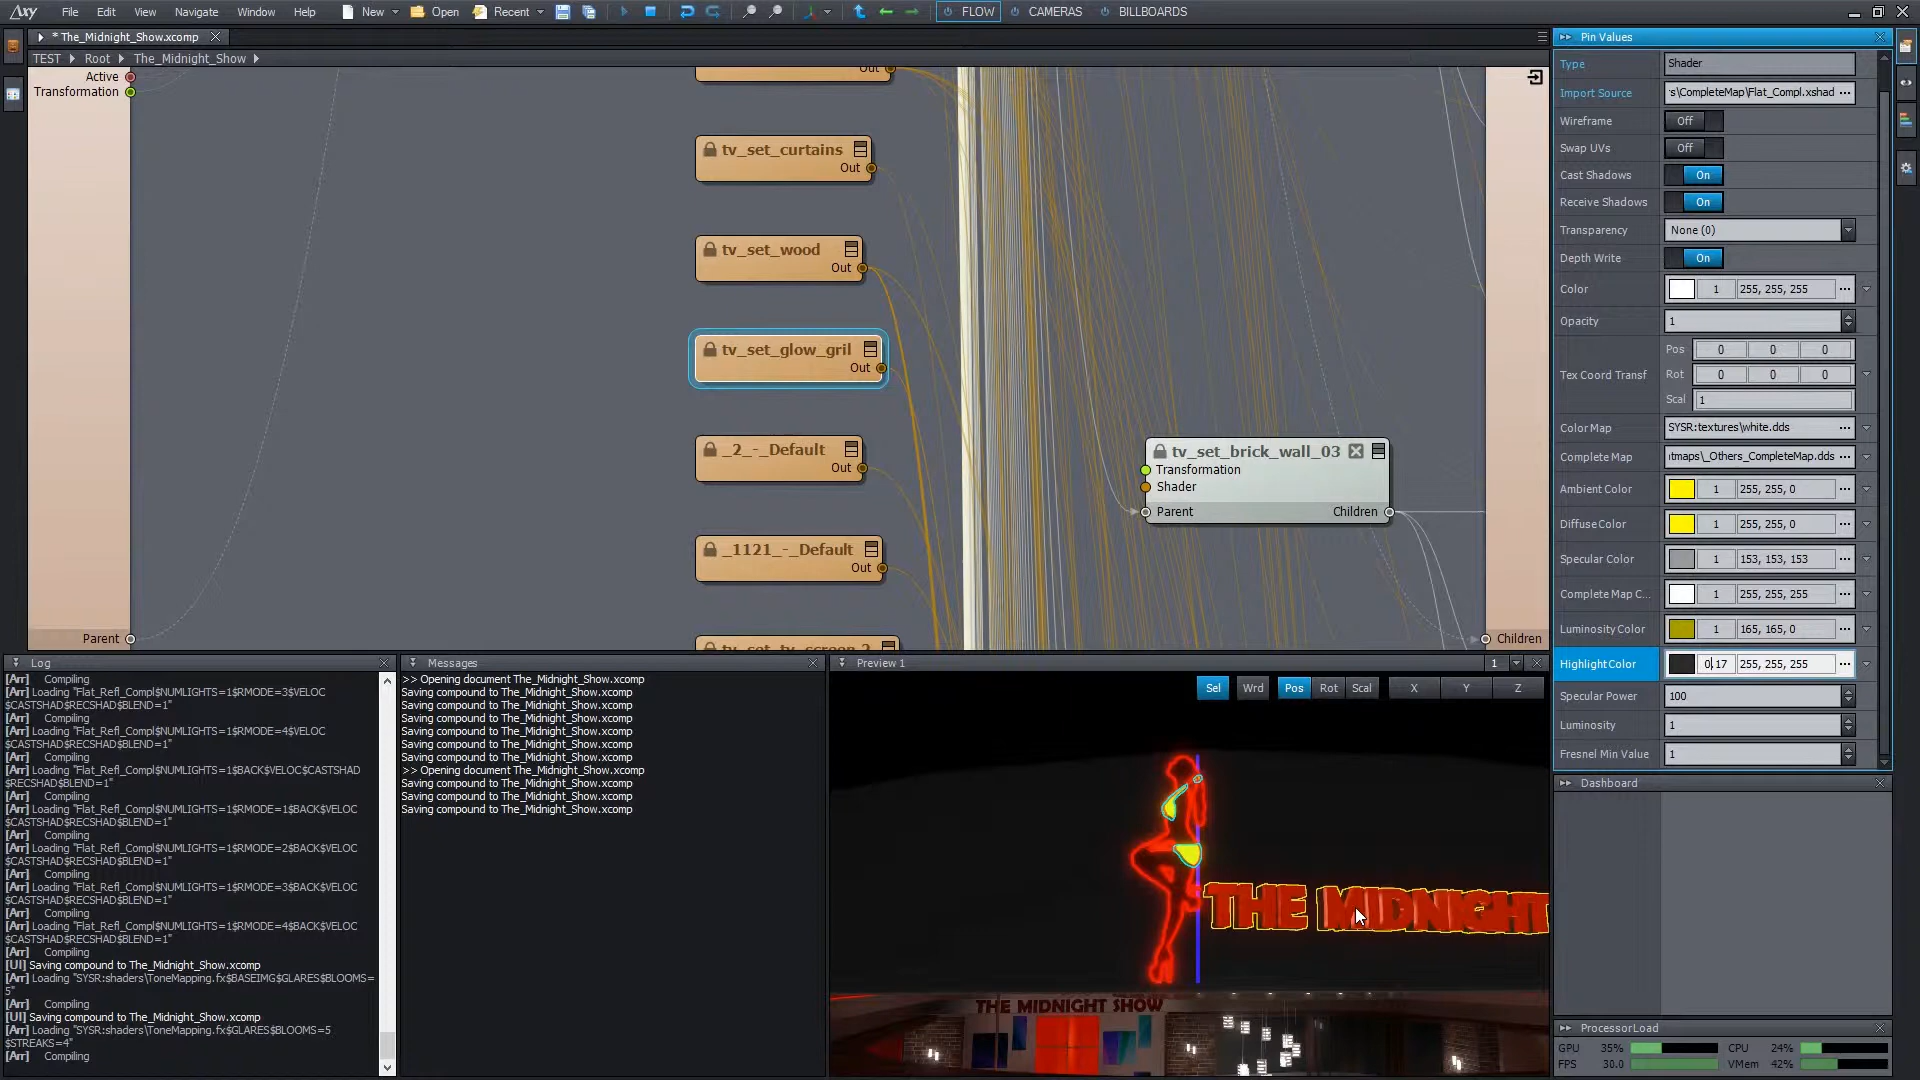 Axy File Edit View Navigate Window Help New Open Recent FLOW CAMERAS BILLBOARDS
* The_Midnight_Show.xcomp
TEST Root The_Midnight_Show
Active
Transformation
Parent
Out
tv_set_curtains
Out
tv_set_wood
Out
tv_set_glow_gril
Out
_2_-_Default
Out
_1121_-_Default
Out
tv_set_brick_wall_03
Transformation
Shader
Parent Children
Children
Pin Values
Type Shader
Import Source s\CompleteMap\Flat_Compl.xshad
Wireframe Off
Swap UVs Off
Cast Shadows On
Receive Shadows On
Transparency None (0)
Depth Write On
Color 1 255, 255, 255
Opacity 1
Pos 0 0 0
Tex Coord Transf Rot 0 0 0
Scal 1
Color Map SYSR:textures\white.dds
Complete Map tmaps\_Others_CompleteMap.dds
Ambient Color 1 255, 255, 0
Diffuse Color 1 255, 255, 0
Specular Color 1 153, 153, 153
Complete Map C... 1 255, 255, 255
Luminosity Color 1 165, 165, 0
Highlight Color 0.17 255, 255, 255
Specular Power 100
Luminosity 1
Fresnel Min Value 1
Dashboard
ProcessorLoad
GPU 35% CPU 24%
FPS 30.0 VMem 42%
Log
[Arr] Compiling
[Arr] Loading "Flat_Refl_Compl$NUMLIGHTS=1$RMODE=3$VELOC
$CASTSHAD$RECSHAD$BLEND=1"
[Arr] Compiling
[Arr] Loading "Flat_Refl_Compl$NUMLIGHTS=1$RMODE=4$VELOC
$CASTSHAD$RECSHAD$BLEND=1"
[Arr] Compiling
[Arr] Loading "Flat_Refl_Compl$NUMLIGHTS=1$BACK$VELOC$CASTSHAD
$RECSHAD$BLEND=1"
[Arr] Compiling
[Arr] Loading "Flat_Refl_Compl$NUMLIGHTS=1$RMODE=1$BACK$VELOC
$CASTSHAD$RECSHAD$BLEND=1"
[Arr] Compiling
[Arr] Loading "Flat_Refl_Compl$NUMLIGHTS=1$RMODE=2$BACK$VELOC
$CASTSHAD$RECSHAD$BLEND=1"
[Arr] Compiling
[Arr] Loading "Flat_Refl_Compl$NUMLIGHTS=1$RMODE=3$BACK$VELOC
$CASTSHAD$RECSHAD$BLEND=1"
[Arr] Compiling
[Arr] Loading "Flat_Refl_Compl$NUMLIGHTS=1$RMODE=4$BACK$VELOC
$CASTSHAD$RECSHAD$BLEND=1"
[Arr] Compiling
[UI] Saving compound to The_Midnight_Show.xcomp
[Arr] Loading "SYSR:shaders\ToneMapping.fx$BASEIMG$GLARES$BLOOMS=
5"
[Arr] Compiling
[UI] Saving compound to The_Midnight_Show.xcomp
[Arr] Loading "SYSR:shaders\ToneMapping.fx$GLARES$BLOOMS=5
$STREAKS=4"
[Arr] Compiling
Messages
>> Opening document The_Midnight_Show.xcomp
Saving compound to The_Midnight_Show.xcomp
Saving compound to The_Midnight_Show.xcomp
Saving compound to The_Midnight_Show.xcomp
Saving compound to The_Midnight_Show.xcomp
Saving compound to The_Midnight_Show.xcomp
Saving compound to The_Midnight_Show.xcomp
>> Opening document The_Midnight_Show.xcomp
Saving compound to The_Midnight_Show.xcomp
Saving compound to The_Midnight_Show.xcomp
Saving compound to The_Midnight_Show.xcomp
Preview 1 1
Sel Wrd Pos Rot Scal X Y Z
THE MIDNIGHT
THE MIDNIGHT SHOW